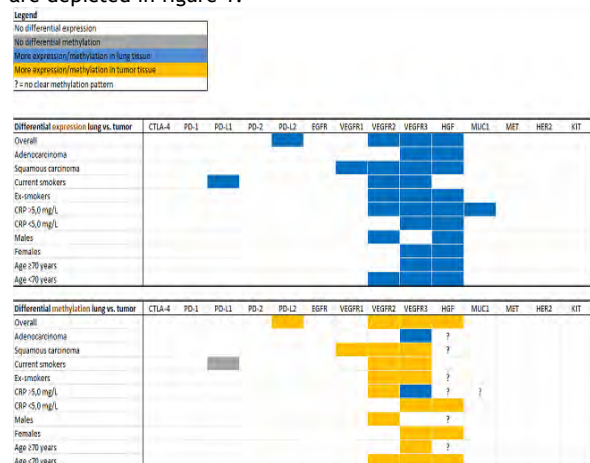 are depicted in figure 1.
Legend
No differential expression
No differential methylation
More expression/methylation in lung tissue
More expression/methylation in tumor tissue
? = no clear methylation pattern
Differential expression lung vs. tumor CTLA-4 PD-1 PD-L1 PD-2 PD-L2 EGFR VEGFR1 VEGFR2 VEGFR3 HGF MUC1 MET HER2 KIT
Overall
Adenocarcinoma
Squamous carcinoma
Current smokers
Ex-smokers
CRP >5,0 mg/L
CRP <5,0 mg/L
Males
Females
Age ≥70 years
Age <70 years
Differential methylation lung vs. tumor CTLA-4 PD-1 PD-L1 PD-2 PD-L2 EGFR VEGFR1 VEGFR2 VEGFR3 HGF MUC1 MET HER2 KIT
Overall
Adenocarcinoma ?
Squamous carcinoma ?
Current smokers
Ex-smokers ?
CRP >5,0 mg/L ? ?
CRP <5,0 mg/L
Males ?
Females
Age ≥70 years ?
Age <70 years